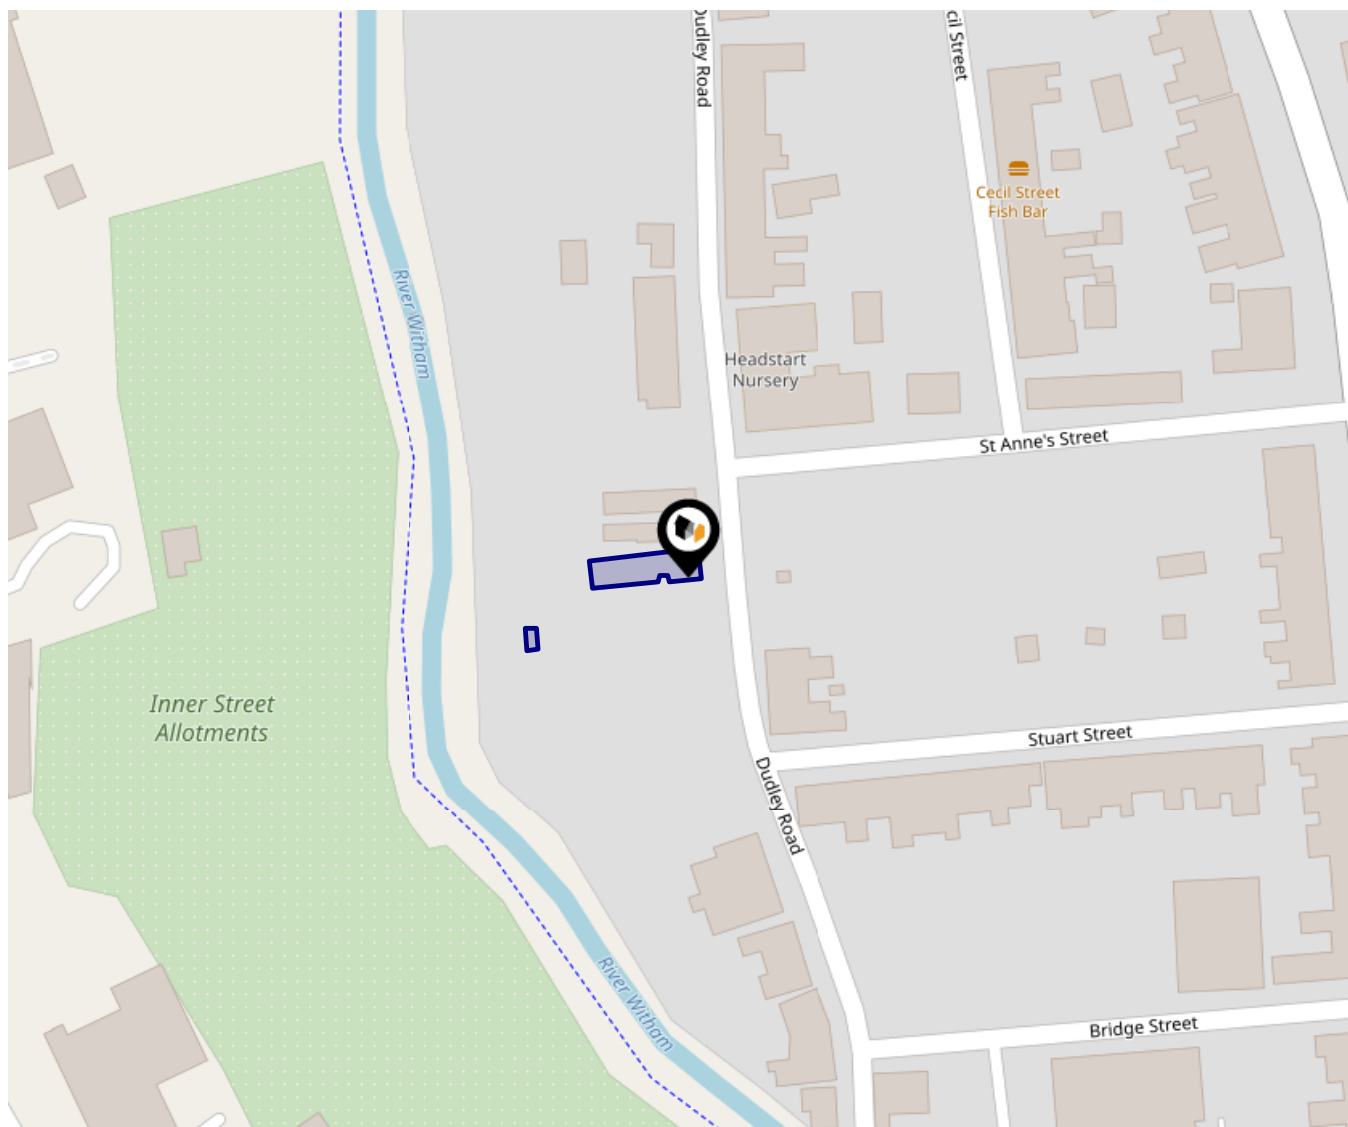 Dudley Road
cil Street
Cecil Street
Fish Bar
River Witham
Headstart
Nursery
St Anne's Street
Inner Street
Allotments
Stuart Street
Dudley Road
River Witham
Bridge Street